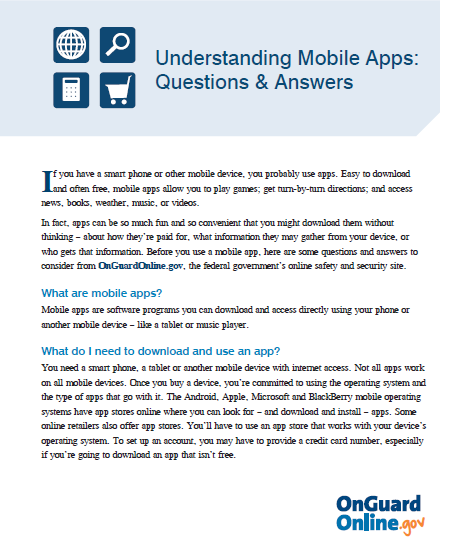 Understanding Mobile Apps:
Questions & Answers
If you have a smart phone or other mobile device, you probably use apps. Easy to download
and often free, mobile apps allow you to play games; get turn-by-turn directions; and access
news, books, weather, music, or videos.
In fact, apps can be so much fun and so convenient that you might download them without
thinking – about how they're paid for, what information they may gather from your device, or
who gets that information. Before you use a mobile app, here are some questions and answers to
consider from OnGuardOnline.gov, the federal government's online safety and security site.
What are mobile apps?
Mobile apps are software programs you can download and access directly using your phone or
another mobile device – like a tablet or music player.
What do I need to download and use an app?
You need a smart phone, a tablet or another mobile device with internet access. Not all apps work
on all mobile devices. Once you buy a device, you're committed to using the operating system and
the type of apps that go with it. The Android, Apple, Microsoft and BlackBerry mobile operating
systems have app stores online where you can look for – and download and install – apps. Some
online retailers also offer app stores. You'll have to use an app store that works with your device's
operating system. To set up an account, you may have to provide a credit card number, especially
if you're going to download an app that isn't free.
OnGuard
Online.gov